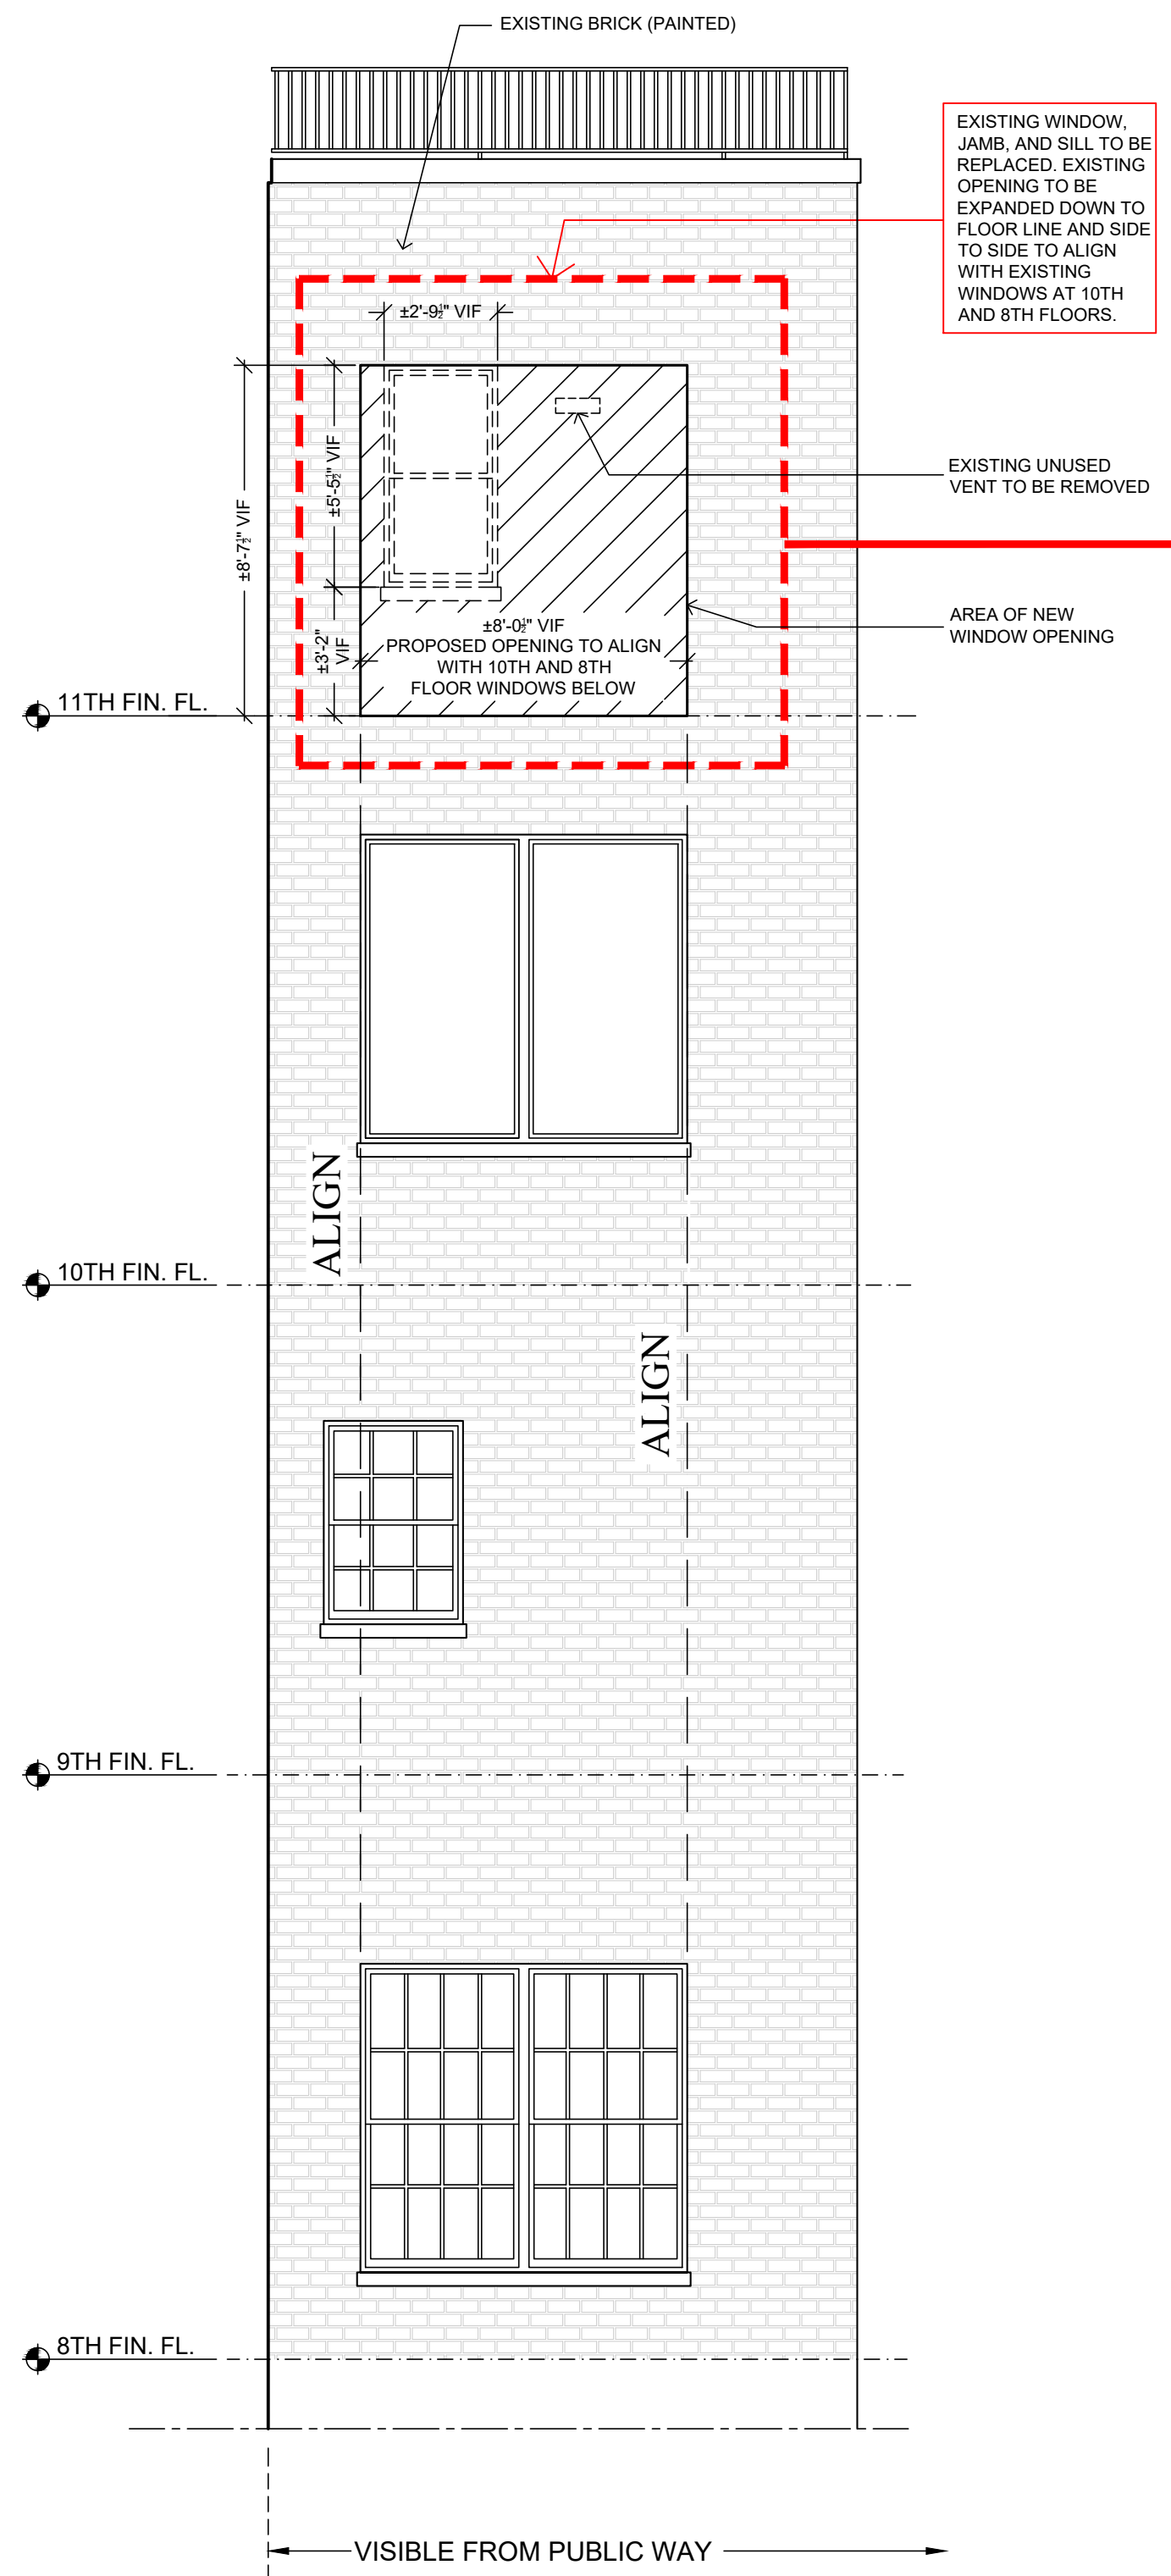 EXISTING BRICK (PAINTED)
EXISTING WINDOW,
JAMB, AND SILL TO BE
REPLACED. EXISTING
OPENING TO BE
EXPANDED DOWN TO
FLOOR LINE AND SIDE
TO SIDE TO ALIGN
WITH EXISTING
WINDOWS AT 10TH
AND 8TH FLOORS.
±2'-9½" VIF
±5'-5½" VIF
±8'-7½" VIF
EXISTING UNUSED
VENT TO BE REMOVED
AREA OF NEW
WINDOW OPENING
±3'-2"
VIF
±8'-0½" VIF
PROPOSED OPENING TO ALIGN
WITH 10TH AND 8TH
FLOOR WINDOWS BELOW
11TH FIN. FL.
ALIGN
10TH FIN. FL.
ALIGN
9TH FIN. FL.
8TH FIN. FL.
VISIBLE FROM PUBLIC WAY